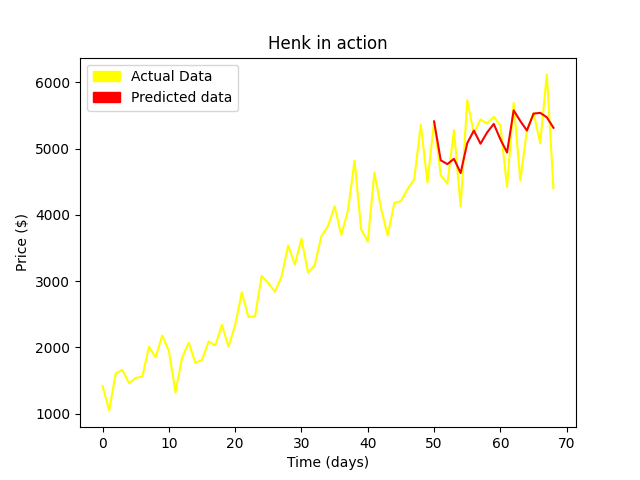 Henk in action
Actual Data
Predicted data
6000
5000
4000
3000
2000
1000
Price ($)
0 10 20 30 40 50 60 70
Time (days)